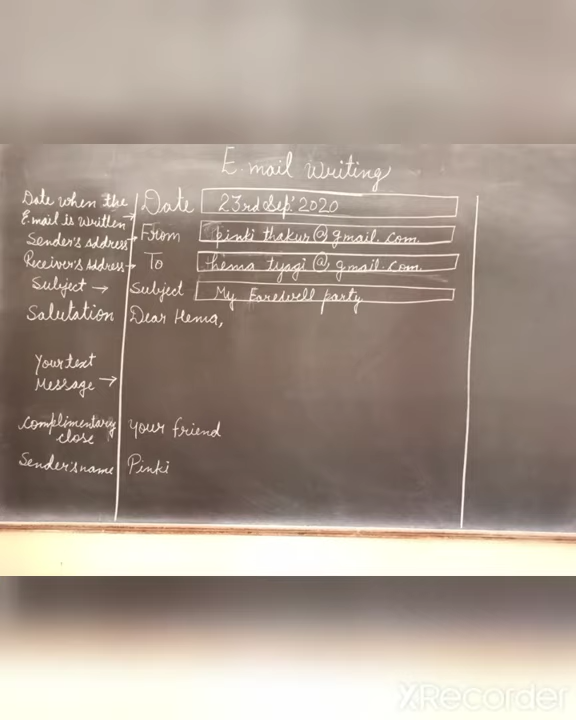 E.mail Writing
Date when the
E.mail is written → Date 23rd Sep' 2020
Sender's address → From pinki thakur@gmail.com
Receiver's Address → To hema tyagi@gmail.com
Subject → Subject My Farewell party
Salutation Dear Hema,
Your text
Message →
Complimentary
close your friend
Sender's name Pinki
XRecorder